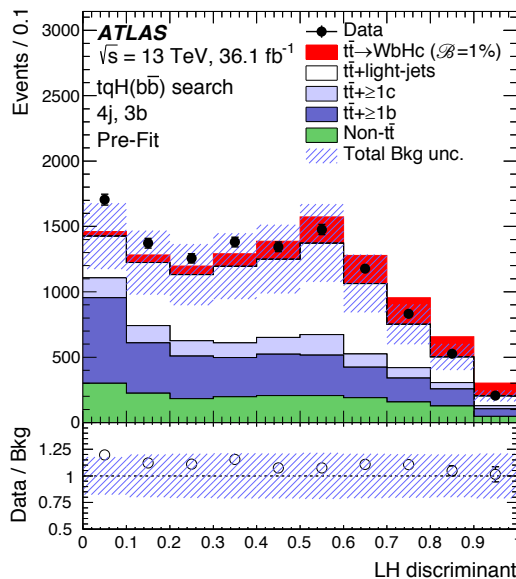 ATLAS
√s = 13 TeV, 36.1 fb⁻¹
tqH(bb̄) search
4j, 3b
Pre-Fit
Data
tt̄→WbHc (ℬ=1%)
tt̄+light-jets
tt̄+≥1c
tt̄+≥1b
Non-tt̄
Total Bkg unc.
Events / 0.1
3000
2500
2000
1500
1000
500
0
Data / Bkg
1.25
1
0.75
0.5
0 0.1 0.2 0.3 0.4 0.5 0.6 0.7 0.8 0.9 1
LH discriminant